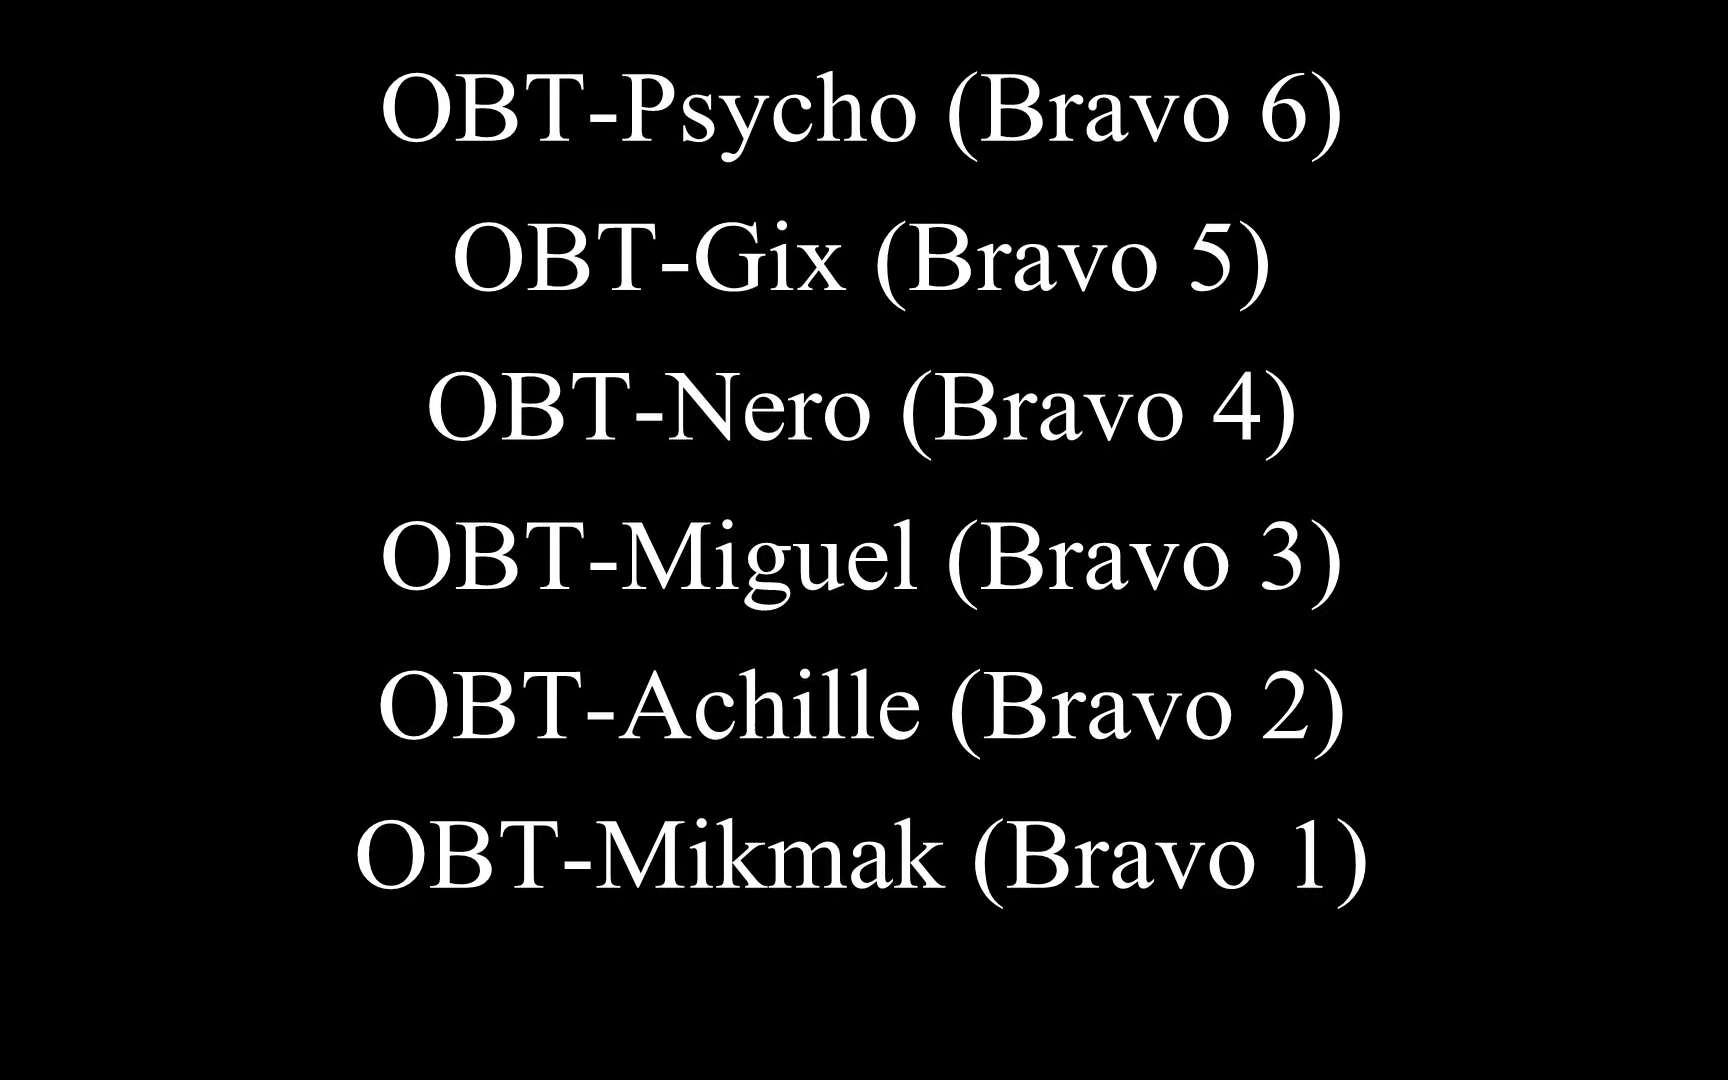 OBT-Psycho (Bravo 6)
OBT-Gix (Bravo 5)
OBT-Nero (Bravo 4)
OBT-Miguel (Bravo 3)
OBT-Achille (Bravo 2)
OBT-Mikmak (Bravo 1)